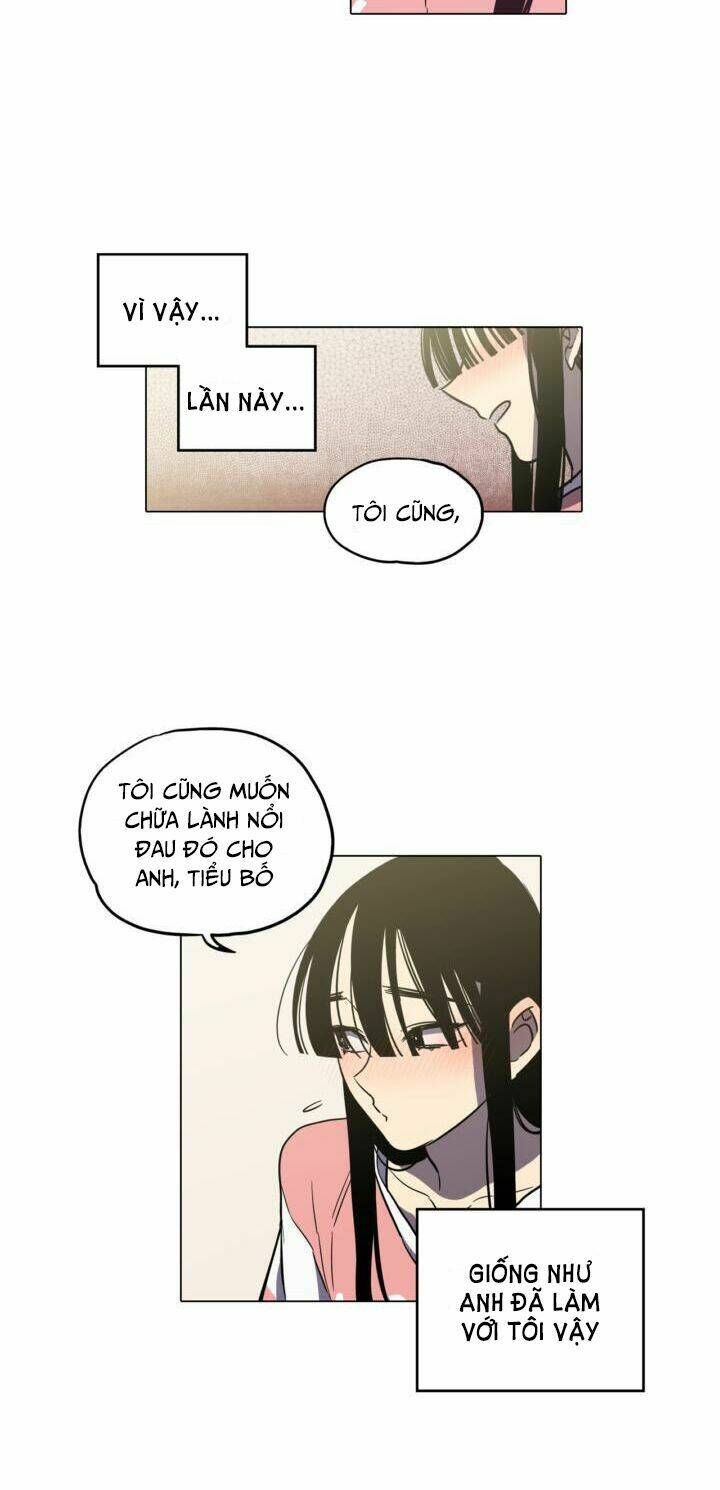 VÌ VẬY...
LẦN NÀY...
TÔI CŨNG,
TÔI CŨNG MUỐN
CHỮA LÀNH NỔI
ĐAU ĐÓ CHO
ANH, TIỂU BỐ
GIỐNG NHƯ
ANH ĐÃ LÀM
VỚI TÔI VẬY